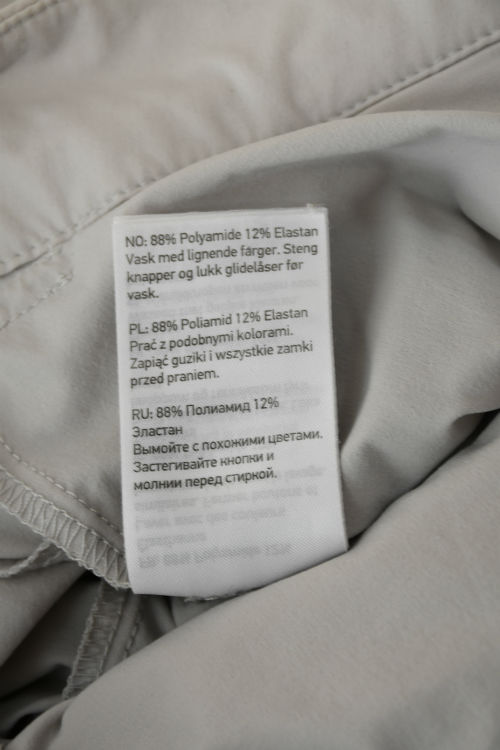 NO: 88% Polyamide 12% Elastan
Vask med lignende farger. Steng
knapper og lukk glidelåser før
vask.
PL: 88% Poliamid 12% Elastan
Prać z podobnymi kolorami.
Zapiąć guziki i wszystkie zamki
przed praniem.
RU: 88% Полиамид 12%
Эластан
Вымойте с похожими цветами.
Застегивайте кнопки и
молнии перед стиркой.